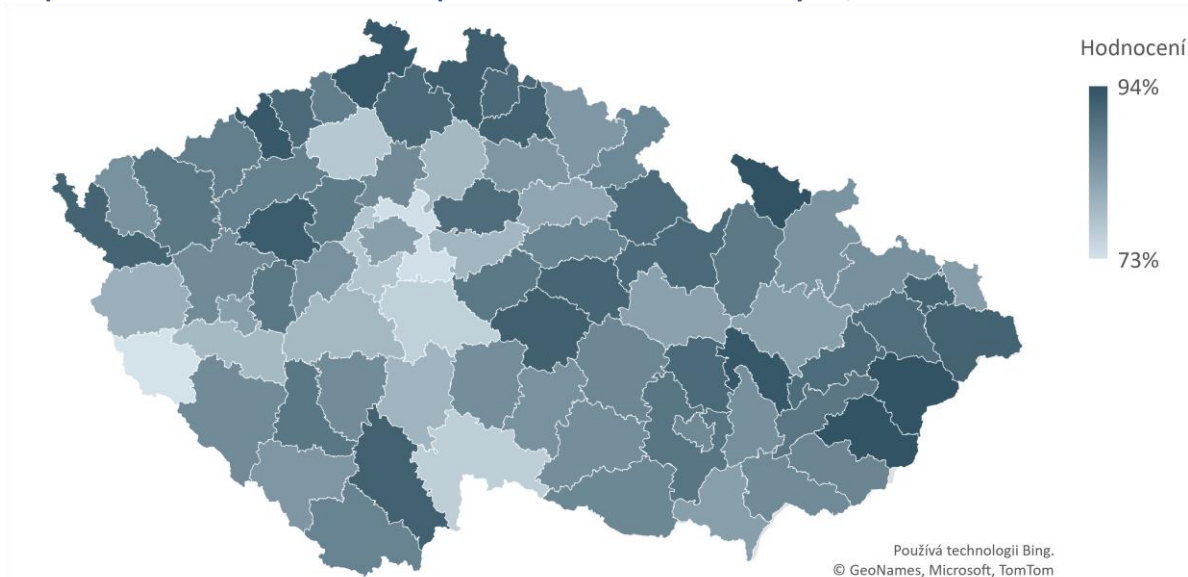 Hodnocení
94%
73%
Používá technologii Bing.
© GeoNames, Microsoft, TomTom